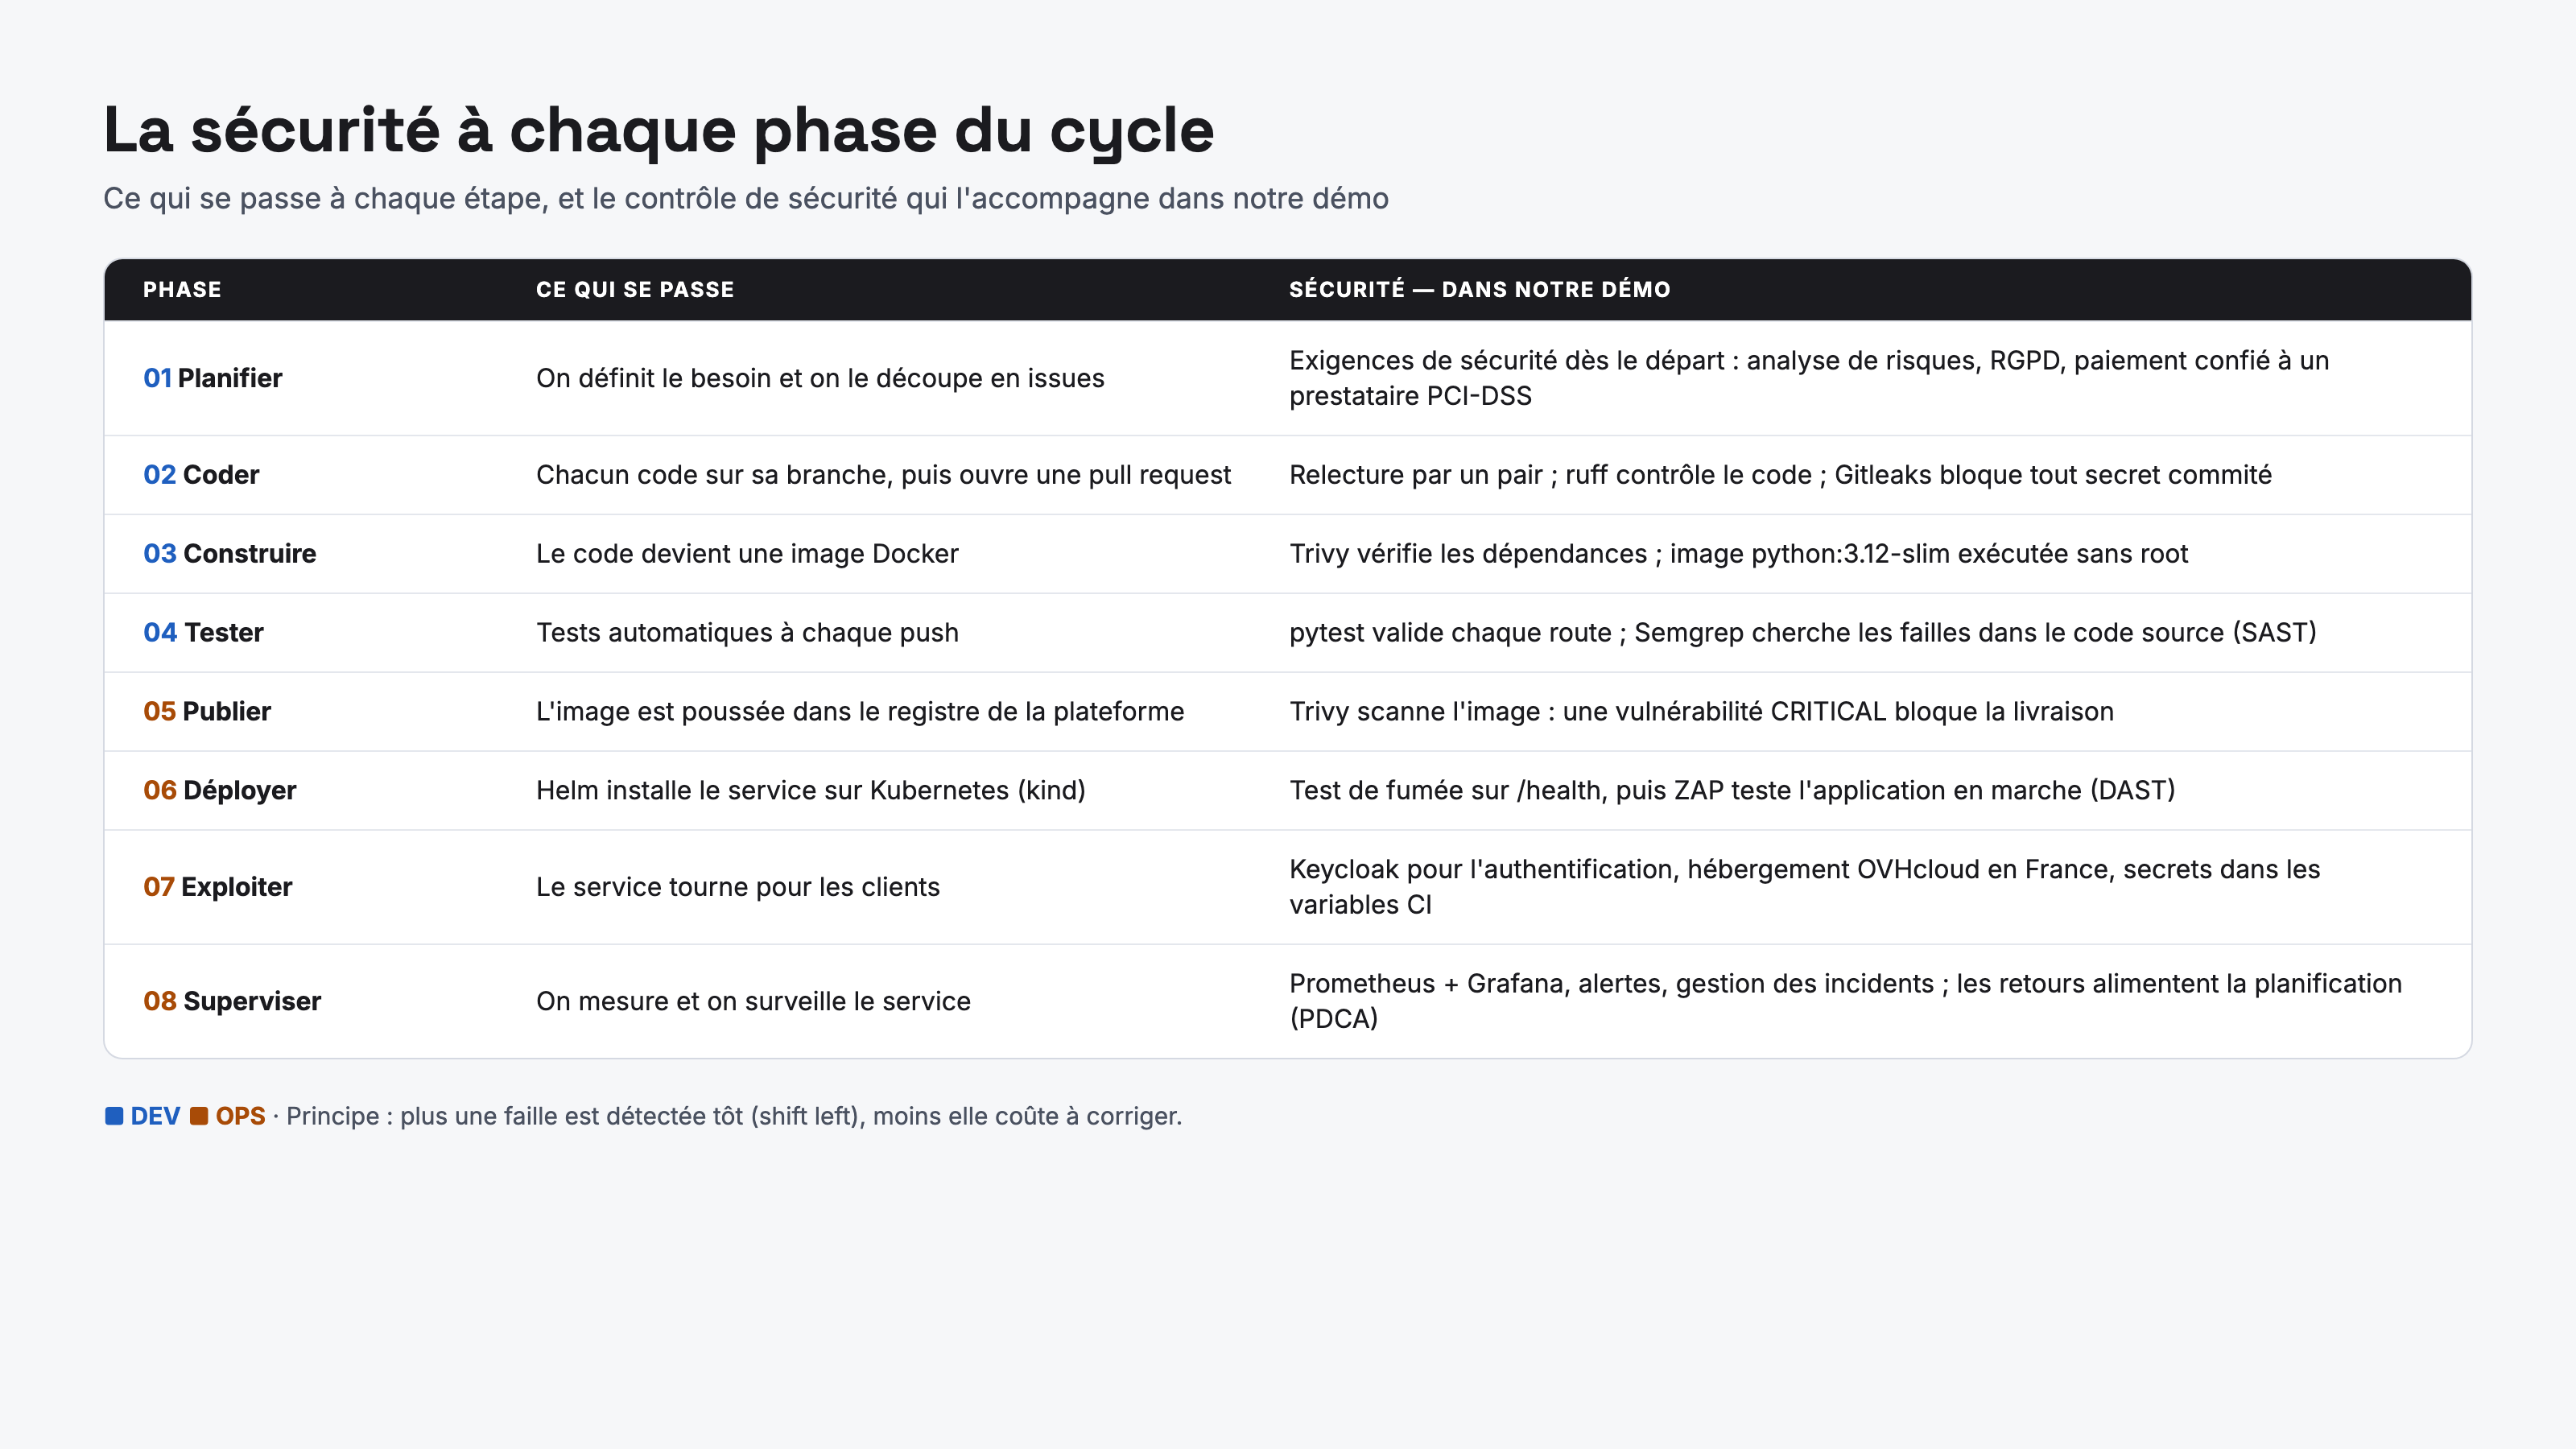 La sécurité à chaque phase du cycle
Ce qui se passe à chaque étape, et le contrôle de sécurité qui l'accompagne dans notre démo
PHASE CE QUI SE PASSE SÉCURITÉ — DANS NOTRE DÉMO
01 Planifier On définit le besoin et on le découpe en issues Exigences de sécurité dès le départ : analyse de risques, RGPD, paiement confié à un
prestataire PCI-DSS
02 Coder Chacun code sur sa branche, puis ouvre une pull request Relecture par un pair ; ruff contrôle le code ; Gitleaks bloque tout secret commité
03 Construire Le code devient une image Docker Trivy vérifie les dépendances ; image python:3.12-slim exécutée sans root
04 Tester Tests automatiques à chaque push pytest valide chaque route ; Semgrep cherche les failles dans le code source (SAST)
05 Publier L'image est poussée dans le registre de la plateforme Trivy scanne l'image : une vulnérabilité CRITICAL bloque la livraison
06 Déployer Helm installe le service sur Kubernetes (kind) Test de fumée sur /health, puis ZAP teste l'application en marche (DAST)
07 Exploiter Le service tourne pour les clients Keycloak pour l'authentification, hébergement OVHcloud en France, secrets dans les
variables CI
08 Superviser On mesure et on surveille le service Prometheus + Grafana, alertes, gestion des incidents ; les retours alimentent la planification
(PDCA)
DEV OPS · Principe : plus une faille est détectée tôt (shift left), moins elle coûte à corriger.